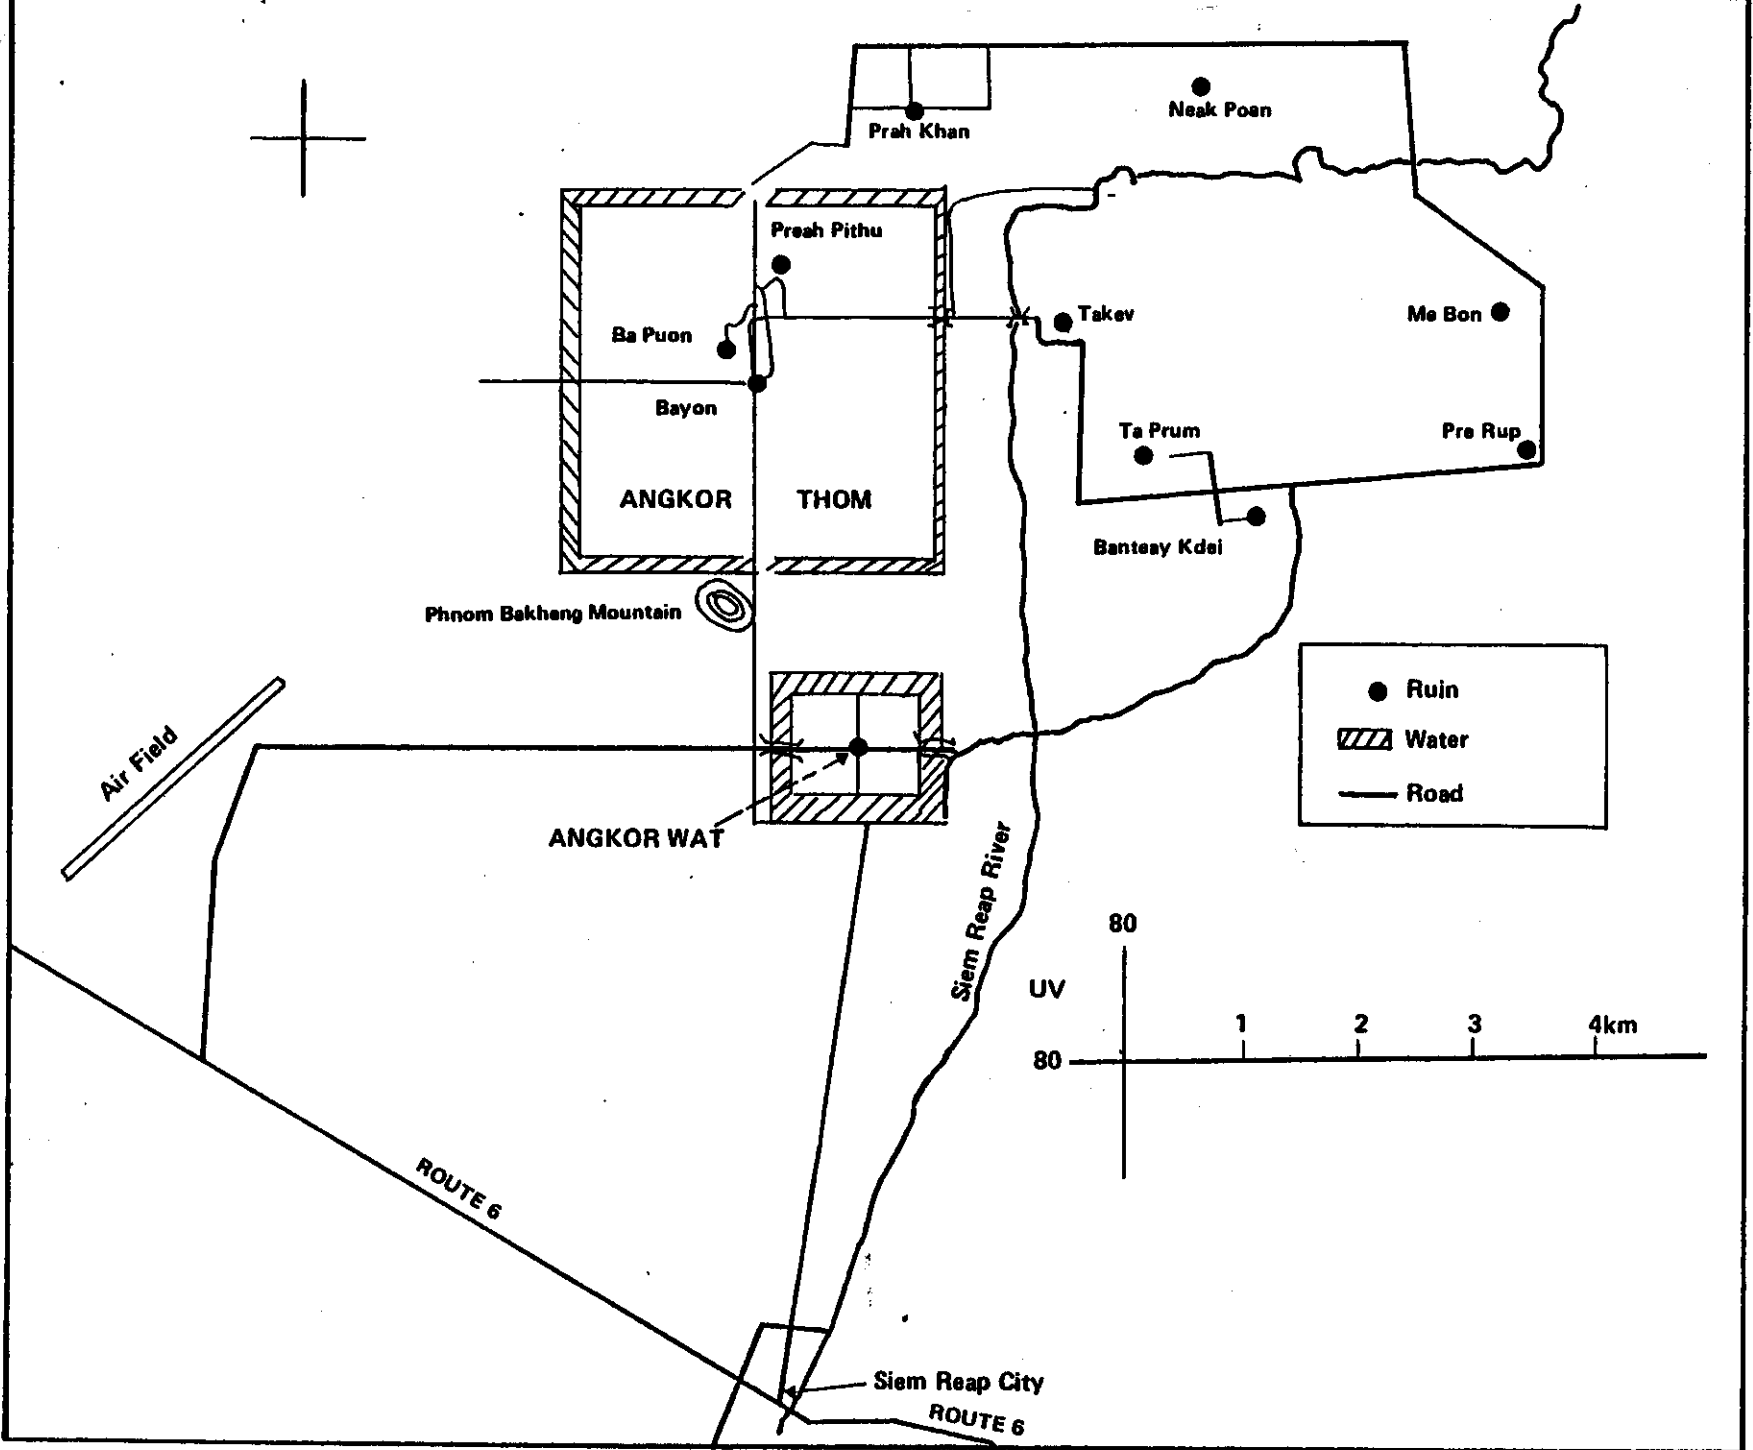 Neak Poen
Prah Khan
Preah Pithu
Takev
Me Bon
Ba Puon
Bayon
Ta Prum
Pre Rup
ANGKOR THOM
Banteay Kdei
Phnom Bakheng Mountain
Ruin
Water
Road
Air Field
ANGKOR WAT
Siem Reap River
80
UV
1 2 3 4km
80
ROUTE 6
Siem Reap City
ROUTE 6